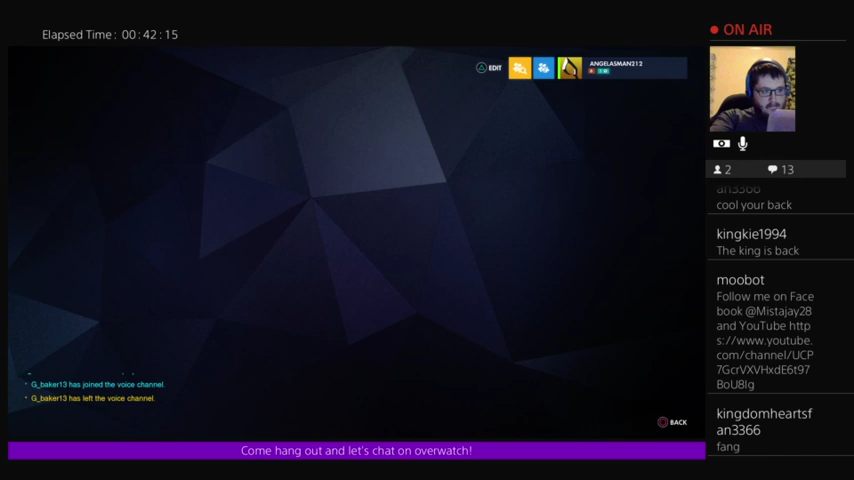 Elapsed Time: 00:42:15
ON AIR
EDIT
ANGELASMAN212
2
13
cool your back
kingkie1994
The king is back
moobot
Follow me on Face
book @Mistajay28
and YouTube http
s://www.youtube.
com/channel/UCP
7GcrVXVHxdE6t97
BoU8Ig
kingdomheartsf
an3366
fang
G_baker13 has joined the voice channel.
G_baker13 has left the voice channel.
BACK
Come hang out and let's chat on overwatch!